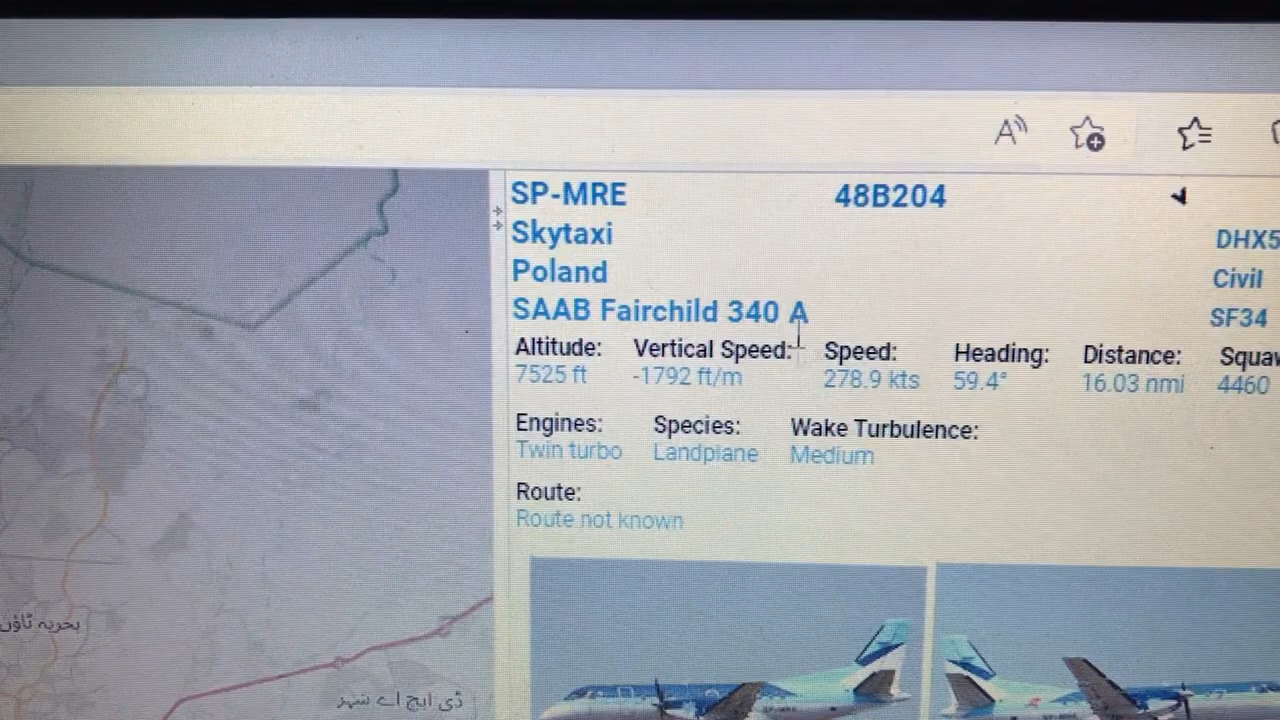 SP-MRE 48B204
Skytaxi DHX5
Poland Civil
SAAB Fairchild 340 A SF34
Altitude: Vertical Speed: Speed: Heading: Distance: Squaw
7525 ft -1792 ft/m 278.9 kts 59.4° 16.03 nmi 4460
Engines: Species: Wake Turbulence:
Twin turbo Landplane Medium
Route:
Route not known
بحریہ ٹاؤن
ڈی ایچ اے شہر